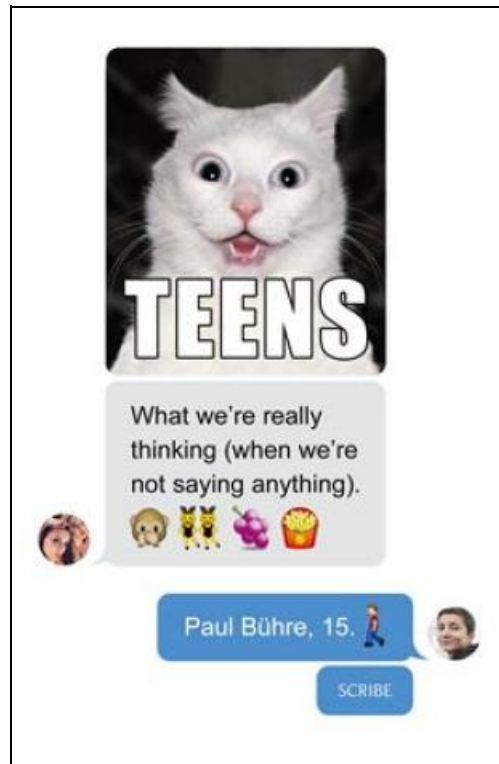 TEENS
What we're really
thinking (when we're
not saying anything).
Paul Bühre, 15.
SCRIBE